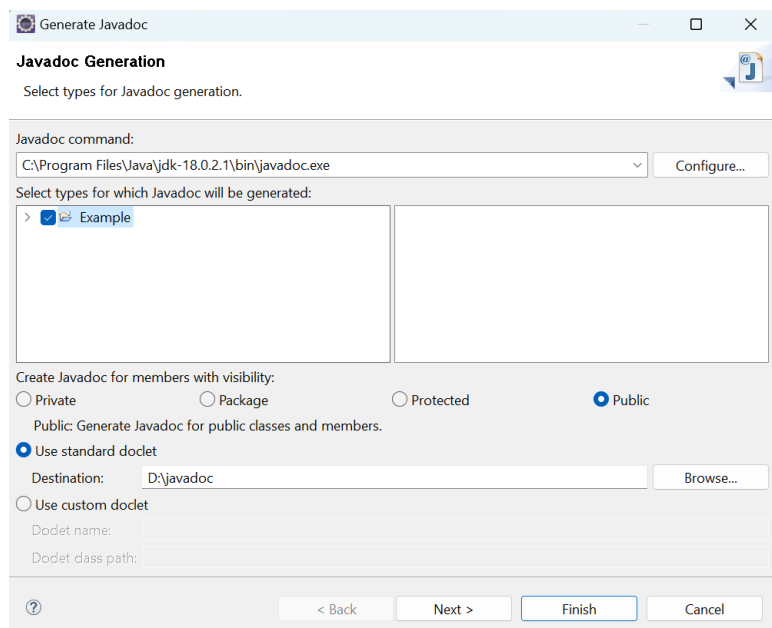 Generate Javadoc
Javadoc Generation
Select types for Javadoc generation.
Javadoc command:
C:\Program Files\Java\jdk-18.0.2.1\bin\javadoc.exe Configure...
Select types for which Javadoc will be generated:
Example
Create Javadoc for members with visibility:
Private Package Protected Public
Public: Generate Javadoc for public classes and members.
Use standard doclet
Destination: D:\javadoc Browse...
Use custom doclet
Doclet name:
Doclet class path:
< Back Next > Finish Cancel